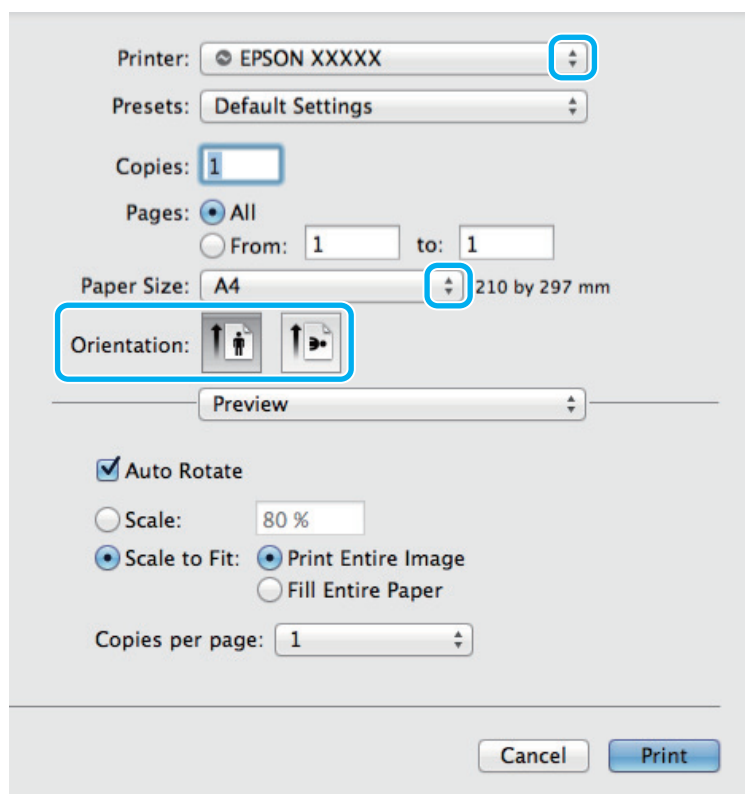 Printer: EPSON XXXXX
Presets: Default Settings
Copies: 1
Pages: All
From: 1 to: 1
Paper Size: A4 210 by 297 mm
Orientation:
Preview
Auto Rotate
Scale: 80 %
Scale to Fit: Print Entire Image
Fill Entire Paper
Copies per page: 1
Cancel Print